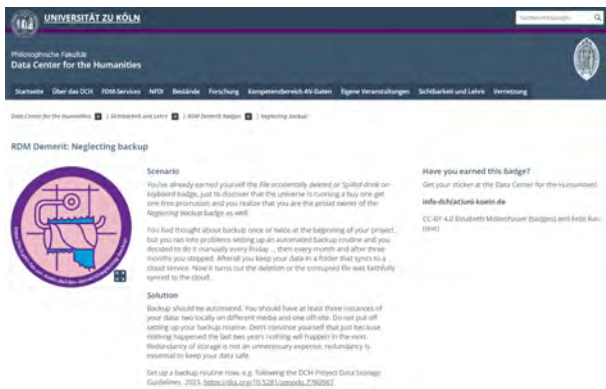 UNIVERSITÄT ZU KÖLN
Philosophische Fakultät
Data Center for the Humanities
Startseite Über das DCH FDM-Services NFDI Bestände Forschung Kompetenzbereich AV-Daten Eigene Veranstaltungen Sichtbarkeit und Lehre Vernetzung
Data Center for the Humanities > Sichtbarkeit und Lehre > RDM Demerit Badges > Neglecting backup
RDM Demerit: Neglecting backup
Scenario
You've already earned yourself the File accidentally deleted or Spilled drink on
keyboard badge, just to discover that the universe is running a buy one get
one free promotion and you realize that you are the proud owner of the
Neglecting backup badge as well.
You had thought about backup once or twice at the beginning of your project,
but you ran into problems setting up an automated backup routine and you
decided to do it manually every Friday ... then every month and after three
months you stopped. Afterall you keep your data in a folder that syncs to a
cloud service. Now it turns out the deletion or the corrupted file was faithfully
synced to the cloud.
Solution
Backup should be automated. You should have at least three instances of
your data: two locally on different media and one off-site. Do not put off
setting up your backup routine. Don't convince yourself that just because
nothing happened the last two years nothing will happen in the next.
Redundancy of storage is not an unnecessary expense, redundancy is
essential to keep your data safe.
Set up a backup routine now, e.g. following the DCH Project Data Storage
Guidelines, 2023, https://doi.org/10.5281/zenodo.7760967
Have you earned this badge?
Get your sticker at the Data Center for the Humanities!
info-dch(at)uni-koeln.de
CC-BY 4.0 Elisabeth Mollenhauer (badges) and Felix Rau
(text)